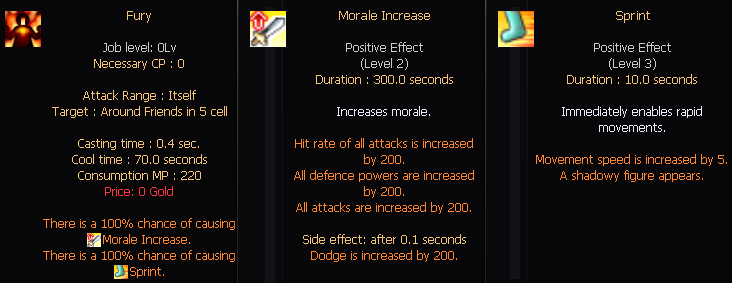 Fury
Job level: 0Lv
Necessary CP : 0
Attack Range : Itself
Target : Around Friends in 5 cell
Casting time : 0.4 sec.
Cool time : 70.0 seconds
Consumption MP : 220
Price: 0 Gold
There is a 100% chance of causing
Morale Increase.
There is a 100% chance of causing
Sprint.
Morale Increase
Positive Effect
(Level 2)
Duration : 300.0 seconds
Increases morale.
Hit rate of all attacks is increased
by 200.
All defence powers are increased
by 200.
All attacks are increased by 200.
Side effect: after 0.1 seconds
Dodge is increased by 200.
Sprint
Positive Effect
(Level 3)
Duration : 10.0 seconds
Immediately enables rapid
movements.
Movement speed is increased by 5.
A shadowy figure appears.